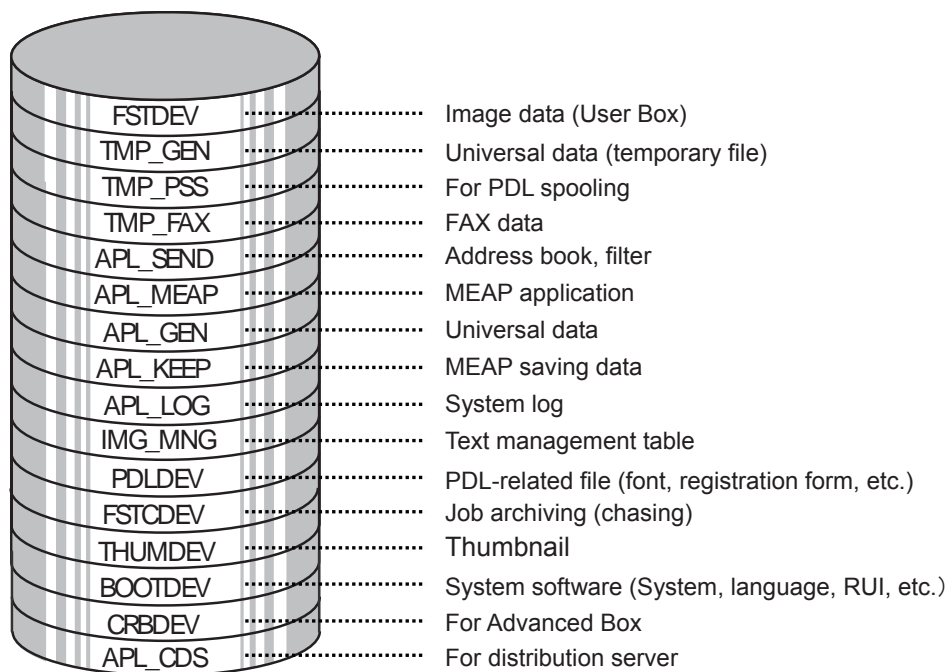 FSTDEV Image data (User Box)
TMP_GEN Universal data (temporary file)
TMP_PSS For PDL spooling
TMP_FAX FAX data
APL_SEND Address book, filter
APL_MEAP MEAP application
APL_GEN Universal data
APL_KEEP MEAP saving data
APL_LOG System log
IMG_MNG Text management table
PDLDEV PDL-related file (font, registration form, etc.)
FSTCDEV Job archiving (chasing)
THUMDEV Thumbnail
BOOTDEV System software (System, language, RUI, etc.)
CRBDEV For Advanced Box
APL_CDS For distribution server